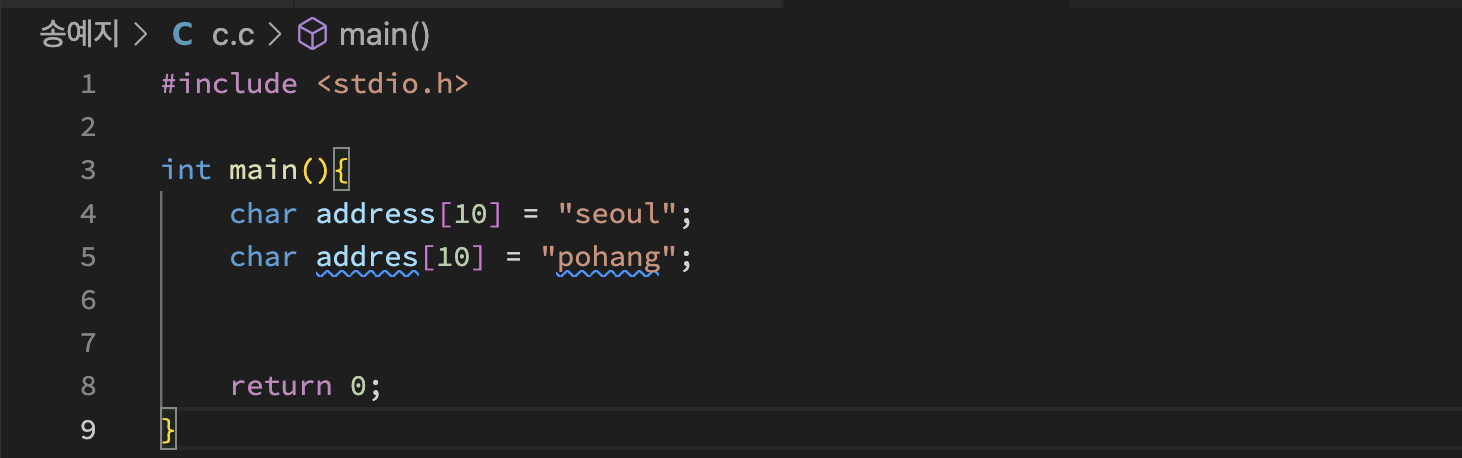 송예지 > C c.c > main()
1 #include <stdio.h>
2
3 int main(){
4     char address[10] = "seoul";
5     char addres[10] = "pohang";
6
7
8     return 0;
9 }